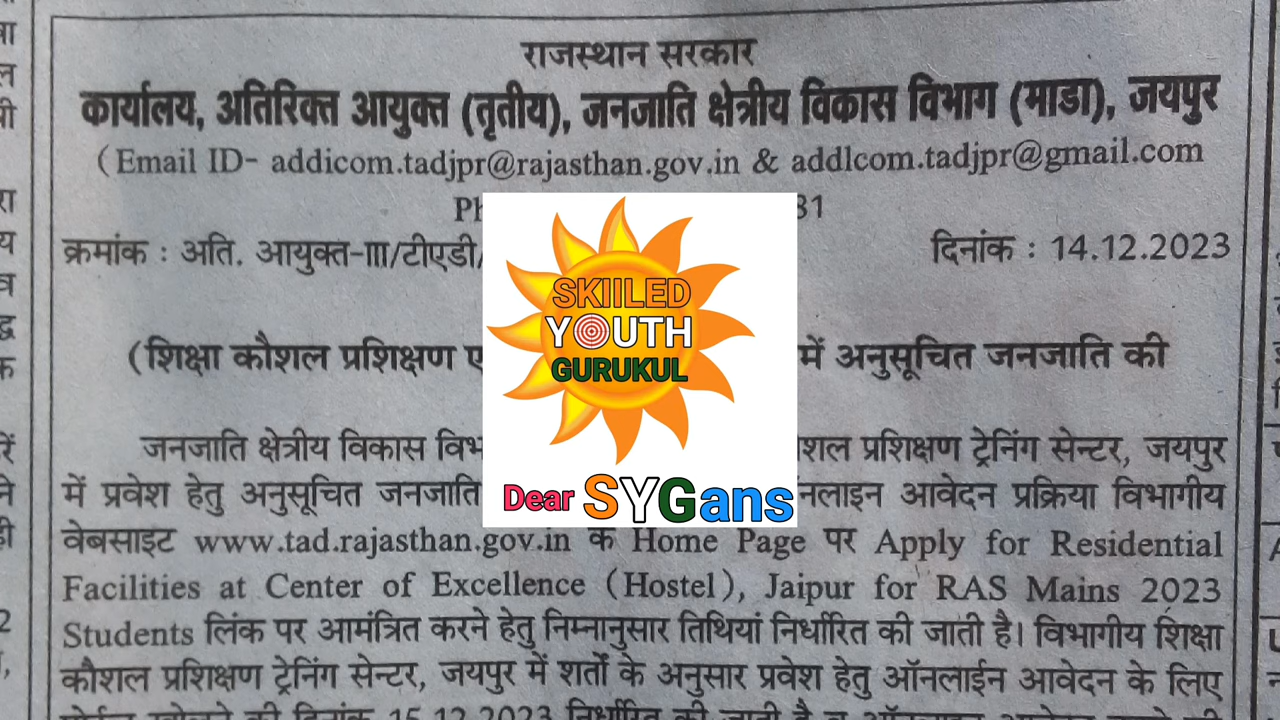 राजस्थान सरकार
कार्यालय, अतिरिक्त आयुक्त (तृतीय), जनजाति क्षेत्रीय विकास विभाग (माडा), जयपुर
(Email ID- addicom.tadjpr@rajasthan.gov.in & addlcom.tadjpr@gmail.com
31
क्रमांक : अति. आयुक्त-III/टीएडी/ दिनांक : 14.12.2023
SKIILED
YOUTH
GURUKUL
(शिक्षा कौशल प्रशिक्षण में अनुसूचित जनजाति की
जनजाति क्षेत्रीय विकास प्रशिक्षण ट्रेनिंग सेन्टर, जयपुर
में प्रवेश हेतु अनुसूचित जनजाति आवेदन प्रक्रिया विभागीय
Dear SYGans
वेबसाइट www.tad.rajasthan.gov.in के Home Page पर Apply for Residential
Facilities at Center of Excellence (Hostel), Jaipur for RAS Mains 2023
Students लिंक पर आमंत्रित करने हेतु निम्नानुसार तिथियां निर्धारित की जाती है। विभागीय शिक्षा
कौशल प्रशिक्षण ट्रेनिंग सेन्टर, जयपुर में शर्तों के अनुसार प्रवेश हेतु ऑनलाईन आवेदन के लिए
की दिनांक 15.12.2023 निर्धारित की जाती है व